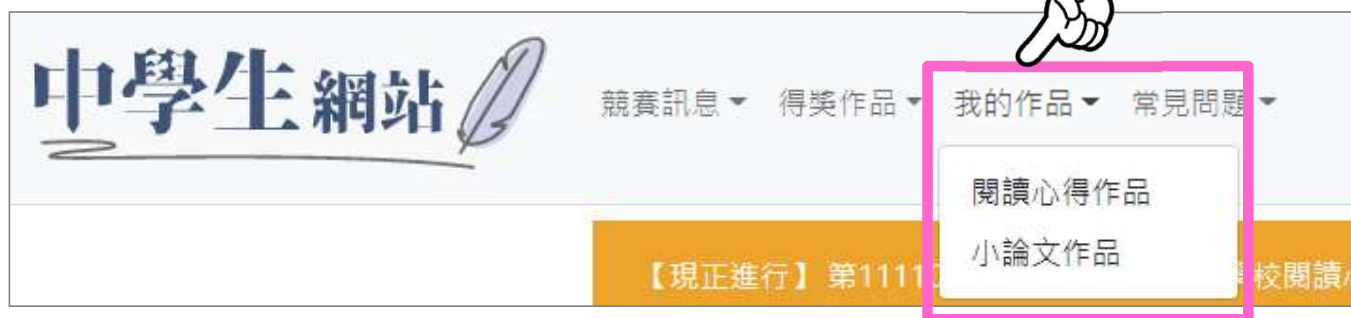 中學生網站
競賽訊息 得獎作品 我的作品 常見問題
閱讀心得作品
小論文作品
【現正進行】第1111 校閱讀